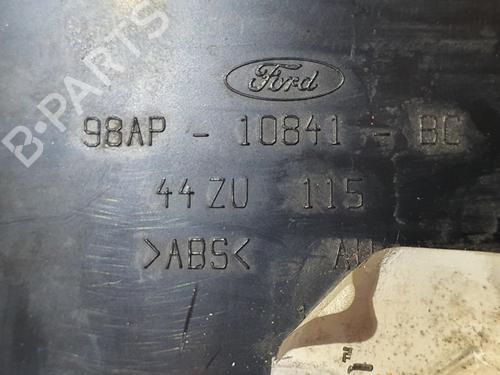 Ford
98AP - 10841 - BC
44 ZU 115
>ABS<
B-PARTS